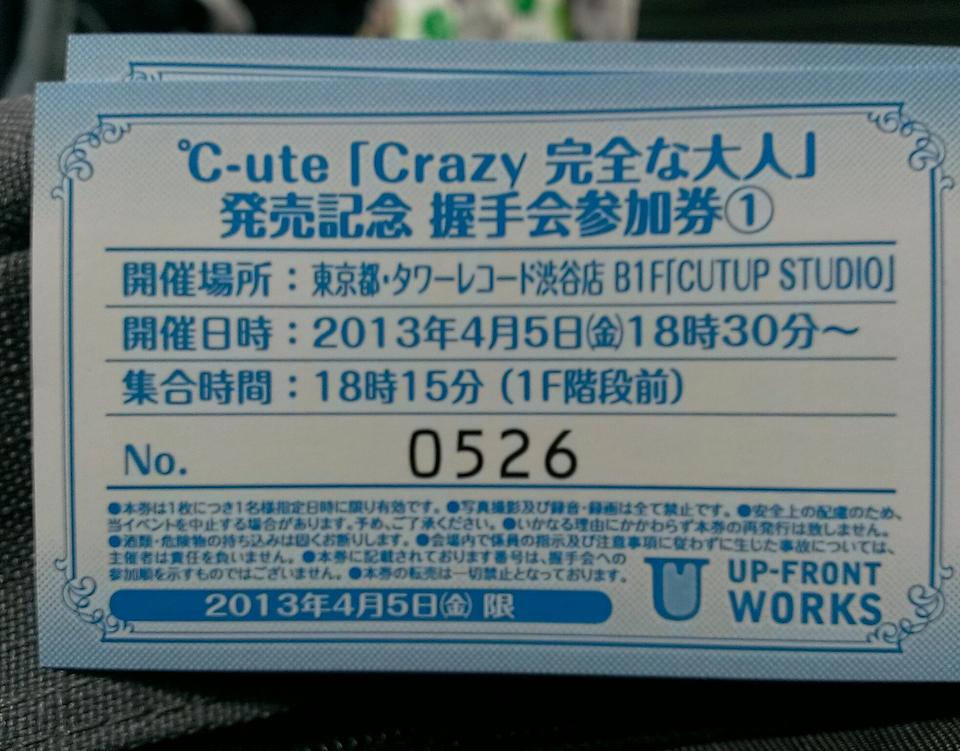 ℃-ute「Crazy 完全な大人」
発売記念 握手会参加券①
開催場所：東京都・タワーレコード渋谷店 B1F「CUTUP STUDIO」
開催日時：2013年4月5日㈮18時30分～
集合時間：18時15分（1F階段前）
No. 0526
●本券は1枚につき1名様指定日時に限り有効です。●写真撮影及び録音・録画は全て禁止です。●安全上の配慮のため、
当イベントを中止する場合があります。予め、ご了承ください。●いかなる理由にかかわらず本券の再発行は致しません。
●酒類・危険物の持ち込みは固くお断りします。●会場内で係員の指示及び注意事項に従わずに生じた事故については、
主催者は責任を負いません。●本券に記載されております番号は、握手会への
参加順を示すものではございません。●本券の転売は一切禁止となっております。
2013年4月5日㈮ 限
UP-FRONT
WORKS